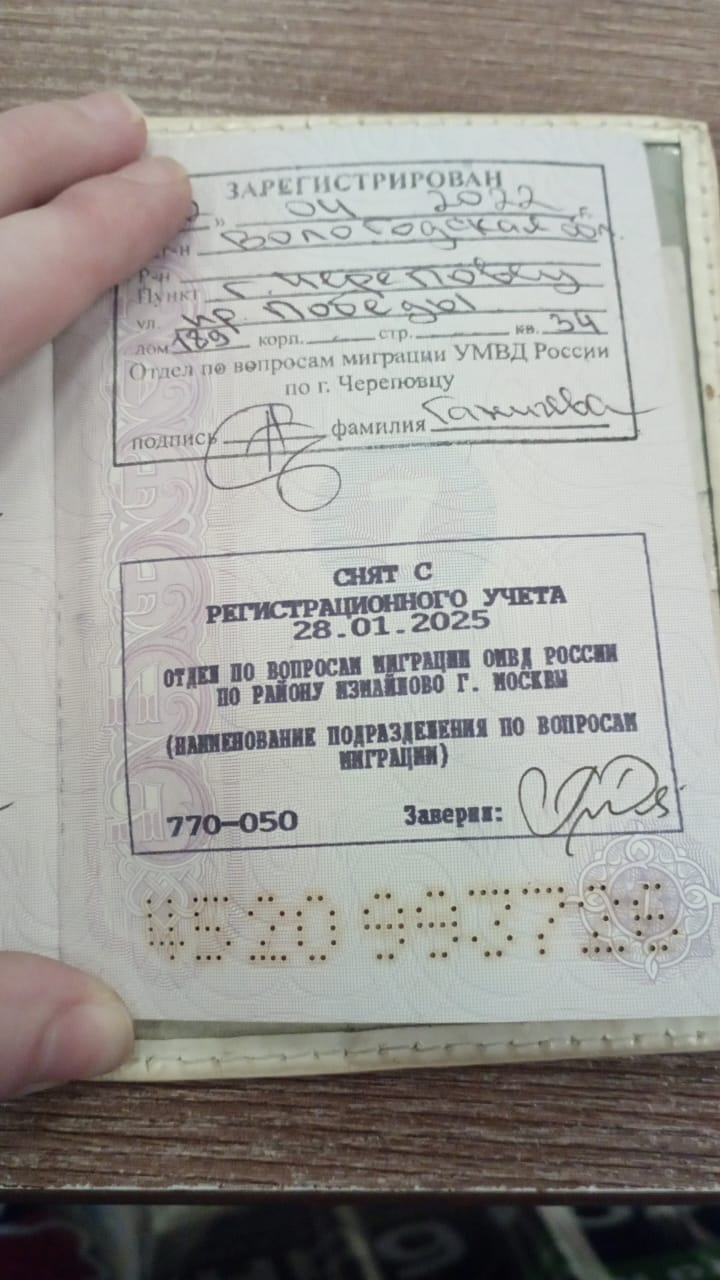 ЗАРЕГИСТРИРОВАН
" 04 2022 г.
р-н Вологодская обл.
Р-н
Пункт г. Череповец
ул. пр. Победы
дом 189 корп. стр. кв. 34
Отдел по вопросам миграции УМВД России
по г. Череповцу
подпись фамилия
СНЯТ С
РЕГИСТРАЦИОННОГО УЧЕТА
28.01.2025
ОТДЕЛ ПО ВОПРОСАМ МИГРАЦИИ ОМВД РОССИИ
ПО РАЙОНУ ИЗМАЙЛОВО Г. МОСКВЫ
(НАИМЕНОВАНИЕ ПОДРАЗДЕЛЕНИЯ ПО ВОПРОСАМ
МИГРАЦИИ)
770-050 Заверил: